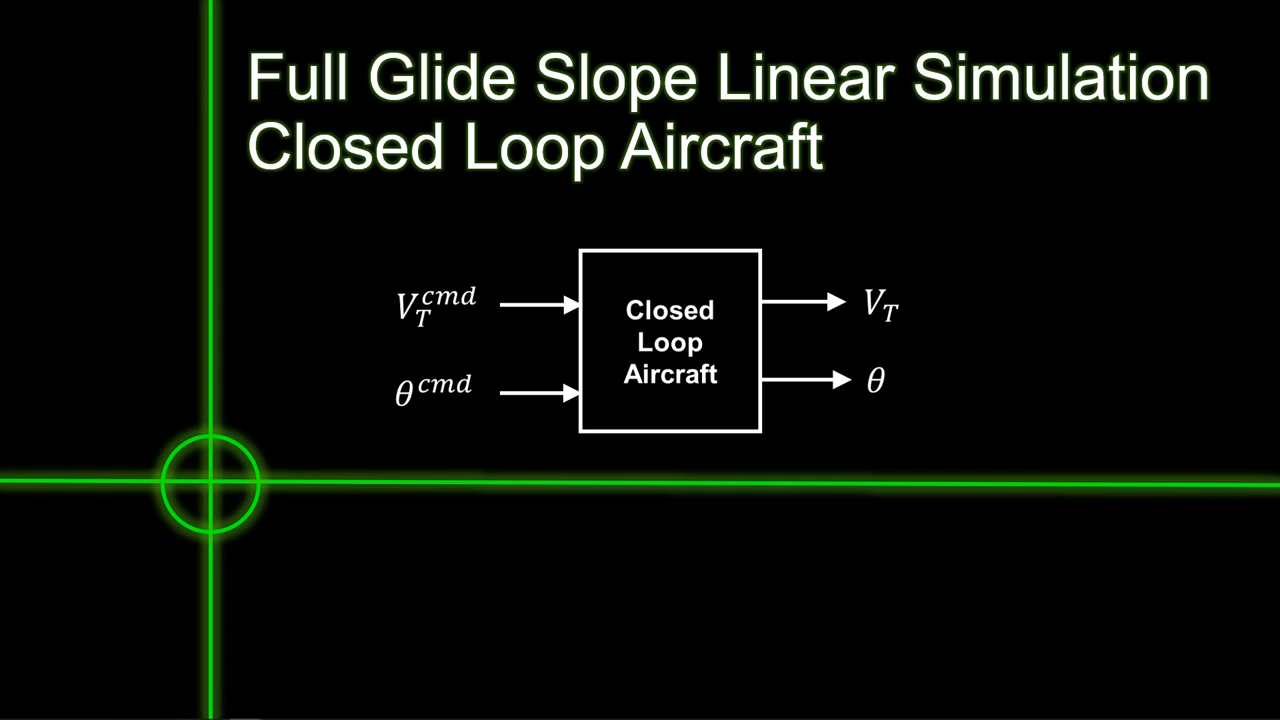 Full Glide Slope Linear Simulation
Closed Loop Aircraft
V_T^{cmd}
θ^{cmd}
Closed
Loop
Aircraft
V_T
θ